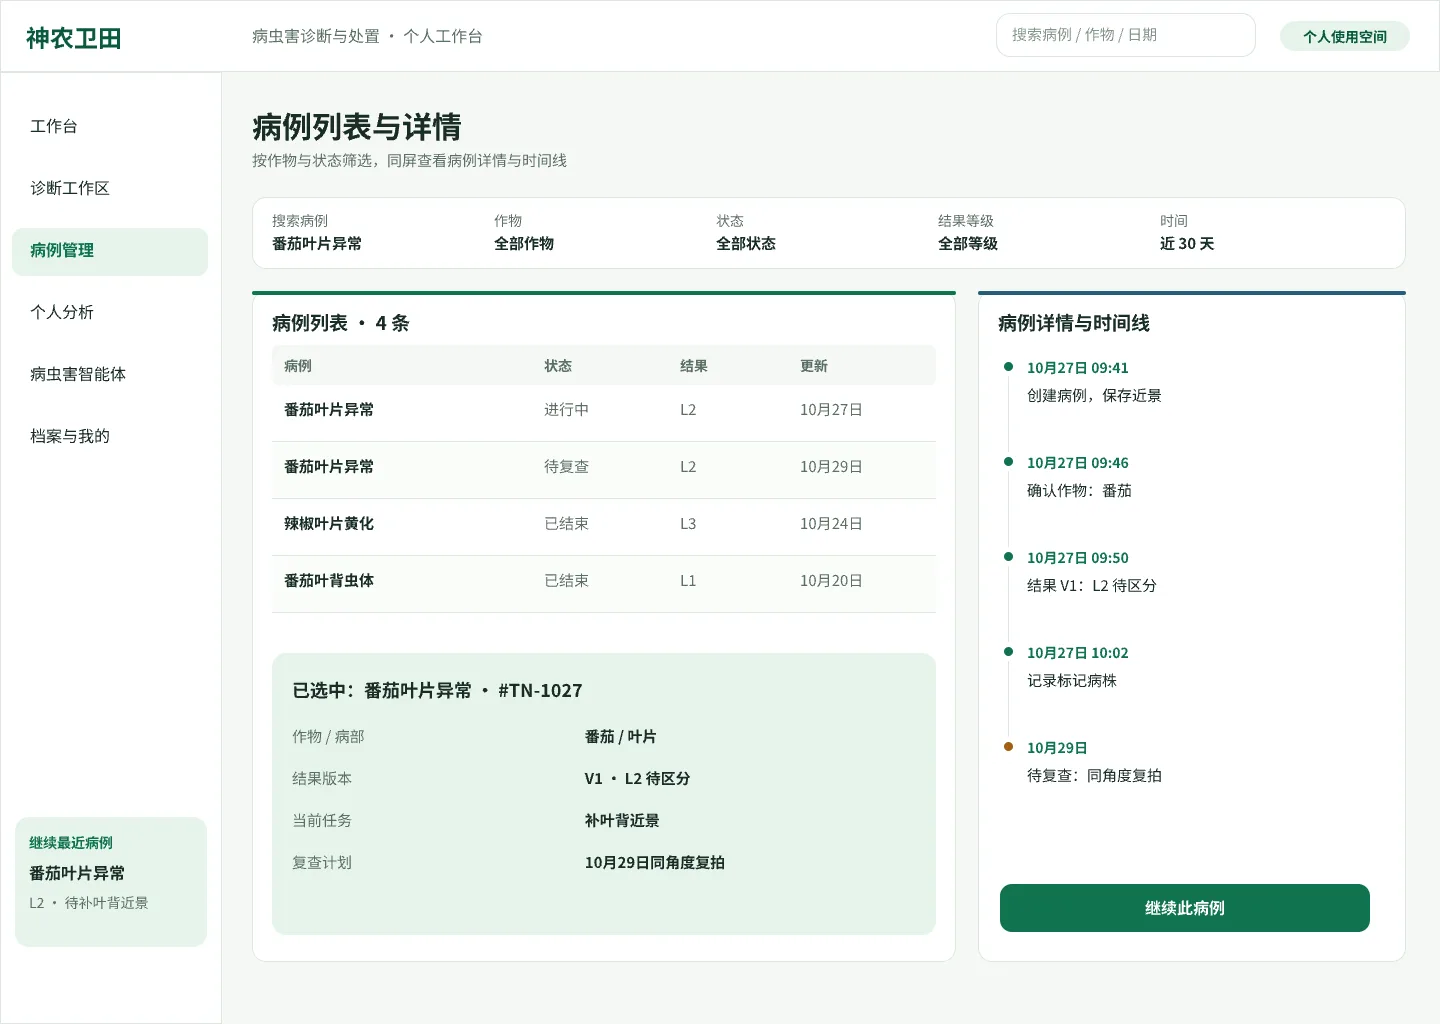 神农卫田
病虫害诊断与处置 · 个人工作台
搜索病例 / 作物 / 日期
个人使用空间
工作台
诊断工作区
病例管理
个人分析
病虫害智能体
档案与我的
继续最近病例
番茄叶片异常
L2 · 待补叶背近景
病例列表与详情
按作物与状态筛选，同屏查看病例详情与时间线
搜索病例 作物 状态 结果等级 时间
番茄叶片异常 全部作物 全部状态 全部等级 近 30 天
病例列表 · 4 条
病例 状态 结果 更新
番茄叶片异常 进行中 L2 10月27日
番茄叶片异常 待复查 L2 10月29日
辣椒叶片黄化 已结束 L3 10月24日
番茄叶背虫体 已结束 L1 10月20日
已选中：番茄叶片异常 · #TN-1027
作物 / 病部 番茄 / 叶片
结果版本 V1 · L2 待区分
当前任务 补叶背近景
复查计划 10月29日同角度复拍
病例详情与时间线
10月27日 09:41
创建病例，保存近景
10月27日 09:46
确认作物：番茄
10月27日 09:50
结果 V1：L2 待区分
10月27日 10:02
记录标记病株
10月29日
待复查：同角度复拍
继续此病例